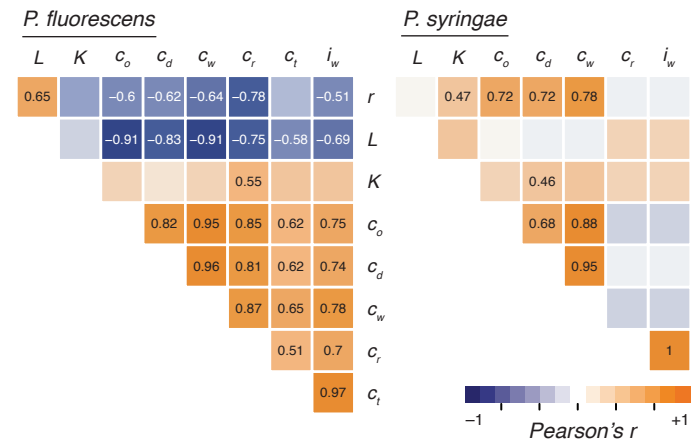 P. fluorescens P. syringae
L K c_o c_d c_w c_r c_t i_w L K c_o c_d c_w c_r i_w
0.65 −0.6 −0.62 −0.64 −0.78 −0.51 r 0.47 0.72 0.72 0.78
−0.91 −0.83 −0.91 −0.75 −0.58 −0.69 L
0.55 K 0.46
0.82 0.95 0.85 0.62 0.75 c_o 0.68 0.88
0.96 0.81 0.62 0.74 c_d 0.95
0.87 0.65 0.78 c_w
0.51 0.7 c_r 1
0.97 c_t
−1 +1
Pearson's r